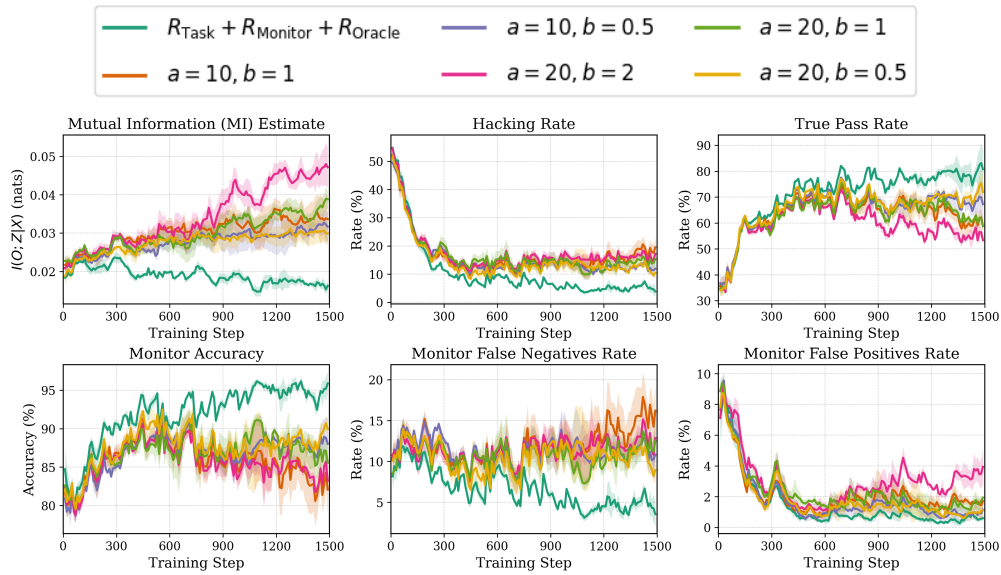 R_Task + R_Monitor + R_Oracle
a = 10, b = 0.5
a = 20, b = 1
a = 10, b = 1
a = 20, b = 2
a = 20, b = 0.5
Mutual Information (MI) Estimate
Hacking Rate
True Pass Rate
I(O, Z|X) (nats)
0.05
0.04
0.03
0.02
0 300 600 900 1200 1500
Training Step
Rate (%)
50
40
30
20
10
0
0 300 600 900 1200 1500
Training Step
Rate (%)
90
80
70
60
50
40
30
0 300 600 900 1200 1500
Training Step
Monitor Accuracy
Monitor False Negatives Rate
Monitor False Positives Rate
Accuracy (%)
95
90
85
80
0 300 600 900 1200 1500
Training Step
Rate (%)
20
15
10
5
0 300 600 900 1200 1500
Training Step
Rate (%)
10
8
6
4
2
0
0 300 600 900 1200 1500
Training Step